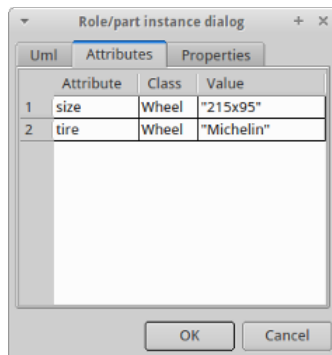 Role/part instance dialog
Uml Attributes Properties
Attribute Class Value
1 size Wheel "215x95"
2 tire Wheel "Michelin"
OK Cancel